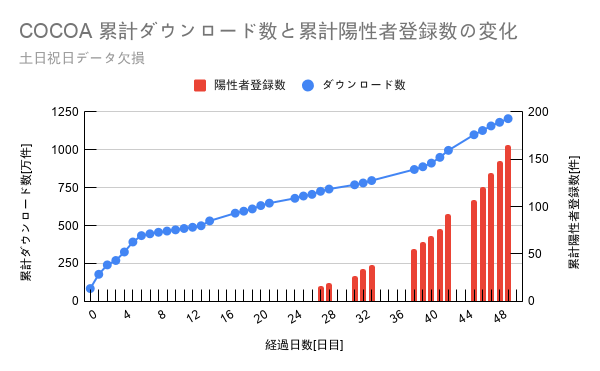 COCOA 累計ダウンロード数と累計陽性者登録数の変化
土日祝日データ欠損
陽性者登録数 ダウンロード数
累計ダウンロード数[万件]
1250
1000
750
500
250
0
200
150
100
50
0
累計陽性者登録数[件]
0 4 8 12 16 20 24 28 32 36 40 44 48
経過日数[日目]